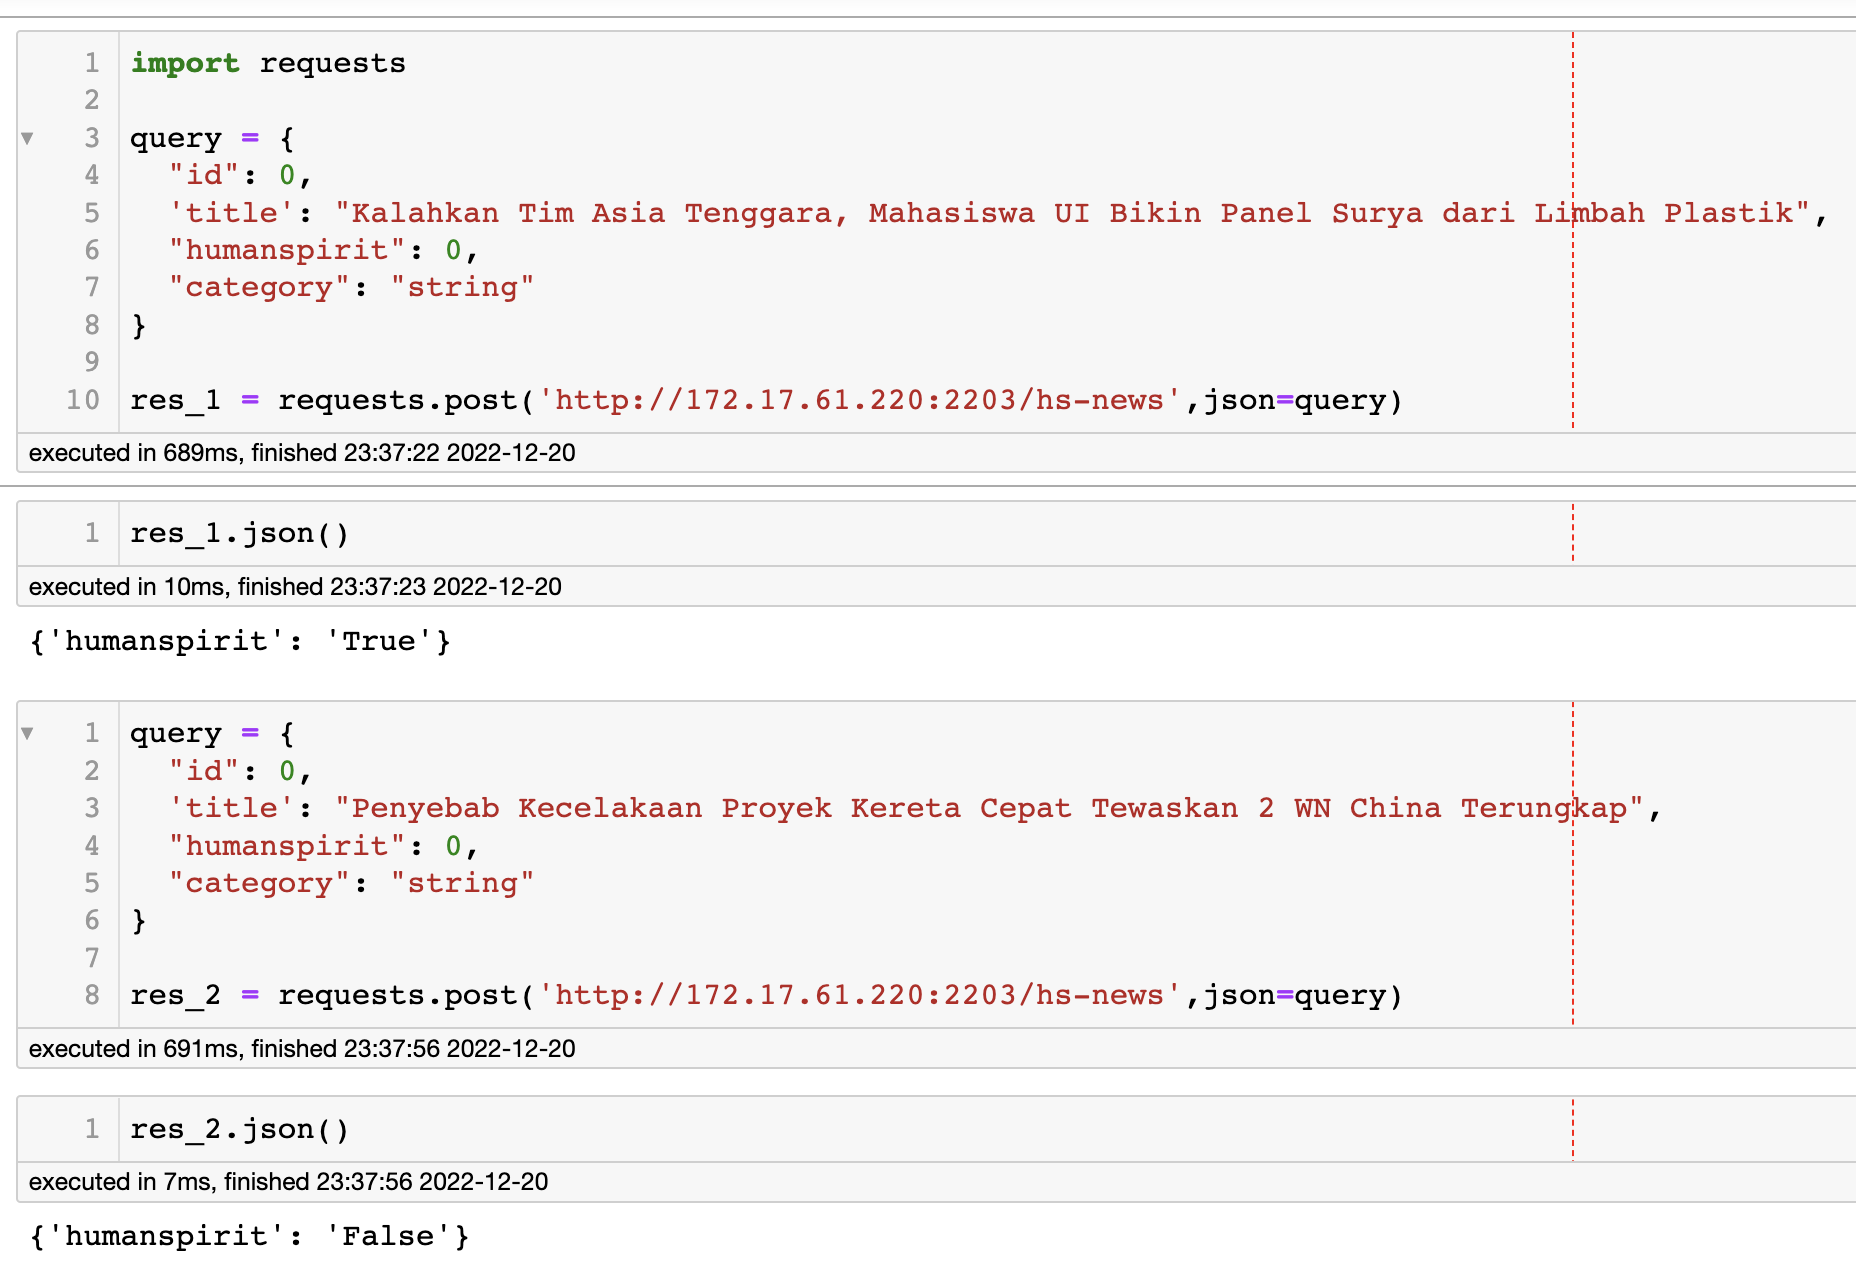 1 import requests
2
3 query = {
4 "id": 0,
5 'title': "Kalahkan Tim Asia Tenggara, Mahasiswa UI Bikin Panel Surya dari Limbah Plastik",
6 "humanspirit": 0,
7 "category": "string"
8 }
9
10 res_1 = requests.post('http://172.17.61.220:2203/hs-news',json=query)
executed in 689ms, finished 23:37:22 2022-12-20
1 res_1.json()
executed in 10ms, finished 23:37:23 2022-12-20
{'humanspirit': 'True'}
1 query = {
2 "id": 0,
3 'title': "Penyebab Kecelakaan Proyek Kereta Cepat Tewaskan 2 WN China Terungkap",
4 "humanspirit": 0,
5 "category": "string"
6 }
7
8 res_2 = requests.post('http://172.17.61.220:2203/hs-news',json=query)
executed in 691ms, finished 23:37:56 2022-12-20
1 res_2.json()
executed in 7ms, finished 23:37:56 2022-12-20
{'humanspirit': 'False'}